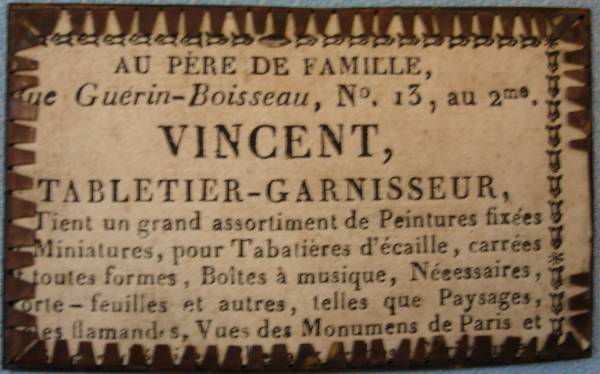 AU PÈRE DE FAMILLE,
ue Guérin-Boisseau, Nº. 13, au 2me.
VINCENT,
TABLETIER-GARNISSEUR,
Tient un grand assortiment de Peintures fixées
Miniatures, pour Tabatières d'écaille, carrées
toutes formes, Boîtes à musique, Nécessaires,
orte-feuilles et autres, telles que Paysages,
es flamandes, Vues des Monumens de Paris et